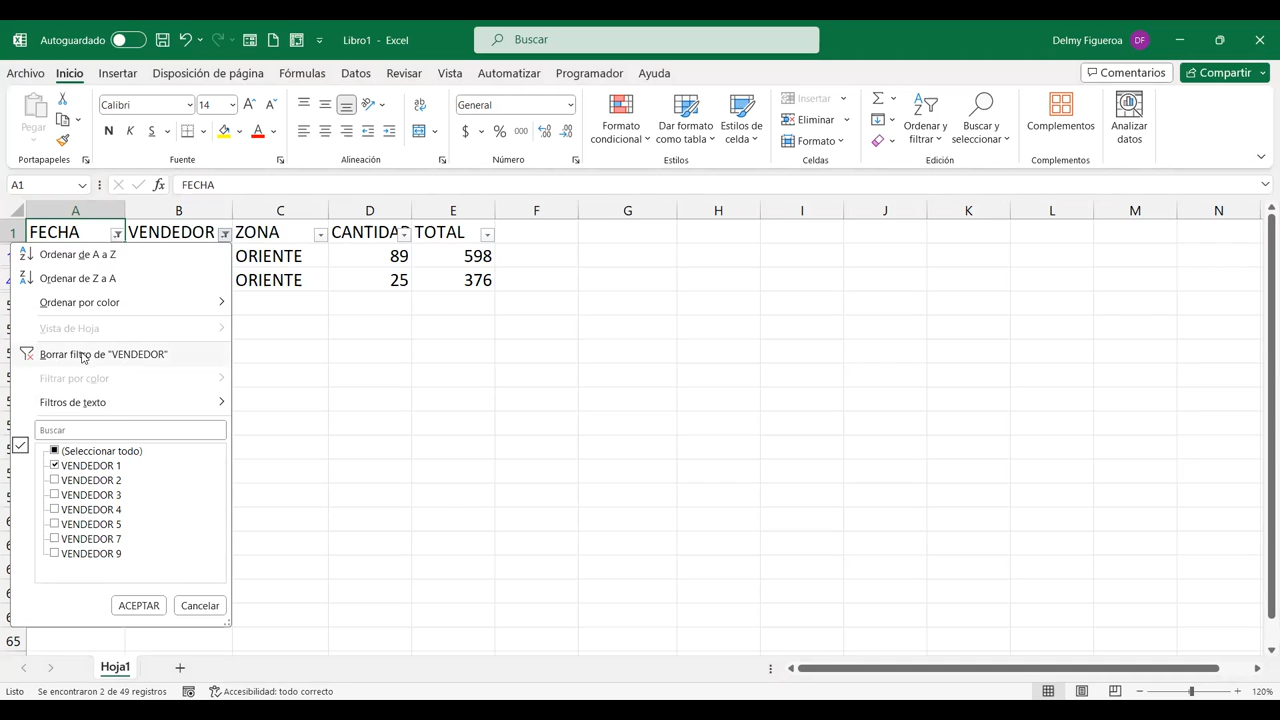 Autoguardado Libro1 - Excel Buscar Delmy Figueroa DF
Archivo Inicio Insertar Disposición de página Fórmulas Datos Revisar Vista Automatizar Programador Ayuda Comentarios Compartir
Pegar
Portapapeles
Calibri 14
N K S
Fuente
Alineación
General
$ % 000
Número
Formato condicional
Dar formato como tabla
Estilos de celda
Estilos
Insertar
Eliminar
Formato
Celdas
Ordenar y filtrar
Buscar y seleccionar
Edición
Complementos
Complementos
Analizar datos
A1 fx FECHA
A B C D E F G H I J K L M N
1 FECHA VENDEDOR ZONA CANTIDAD TOTAL
ORIENTE 89 598
ORIENTE 25 376
Ordenar de A a Z
Ordenar de Z a A
Ordenar por color
Vista de Hoja
Borrar filtro de "VENDEDOR"
Filtrar por color
Filtros de texto
Buscar
(Seleccionar todo)
VENDEDOR 1
VENDEDOR 2
VENDEDOR 3
VENDEDOR 4
VENDEDOR 5
VENDEDOR 7
VENDEDOR 9
ACEPTAR Cancelar
65
Hoja1
Listo Se encontraron 2 de 49 registros Accesibilidad: todo correcto 120%